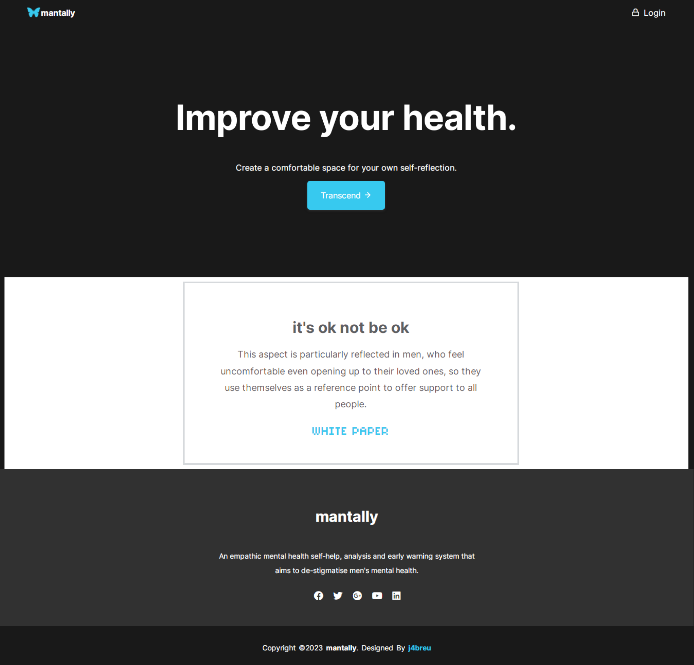 mantally
Login
Improve your health.
Create a comfortable space for your own self-reflection.
Transcend →
it's ok not be ok
This aspect is particularly reflected in men, who feel
uncomfortable even opening up to their loved ones, so they
use themselves as a reference point to offer support to all
people.
WHITE PAPER
mantally
An empathic mental health self-help, analysis and early warning system that
aims to de-stigmatise men's mental health.
Copyright ©2023 mantally. Designed By j4breu